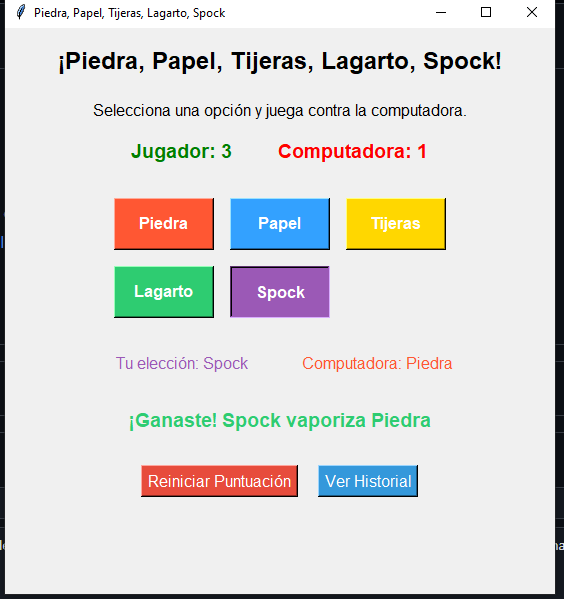 Piedra, Papel, Tijeras, Lagarto, Spock
¡Piedra, Papel, Tijeras, Lagarto, Spock!
Selecciona una opción y juega contra la computadora.
Jugador: 3 Computadora: 1
Piedra Papel Tijeras
Lagarto Spock
Tu elección: Spock Computadora: Piedra
¡Ganaste! Spock vaporiza Piedra
Reiniciar Puntuación Ver Historial